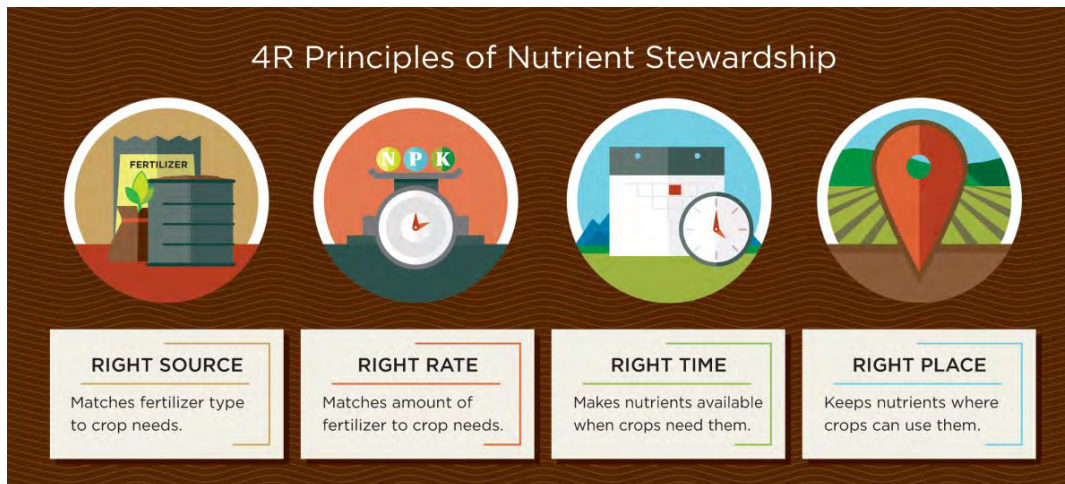 4R Principles of Nutrient Stewardship
FERTILIZER
N P K
RIGHT SOURCE
Matches fertilizer type
to crop needs.
RIGHT RATE
Matches amount of
fertilizer to crop needs.
RIGHT TIME
Makes nutrients available
when crops need them.
RIGHT PLACE
Keeps nutrients where
crops can use them.